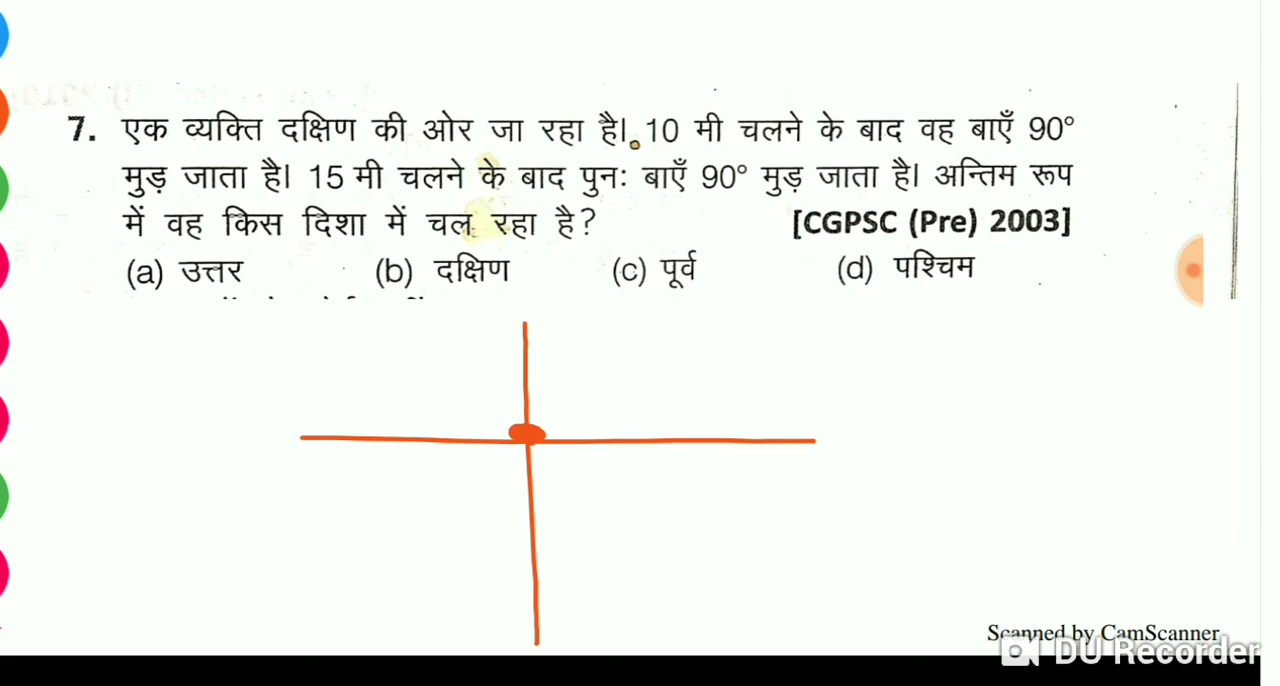 7. एक व्यक्ति दक्षिण की ओर जा रहा है। 10 मी चलने के बाद वह बाएँ 90°
मुड़ जाता है। 15 मी चलने के बाद पुनः बाएँ 90° मुड़ जाता है। अन्तिम रूप
में वह किस दिशा में चल रहा है? [CGPSC (Pre) 2003]
(a) उत्तर (b) दक्षिण (c) पूर्व (d) पश्चिम
Scanned by CamScanner
DU Recorder